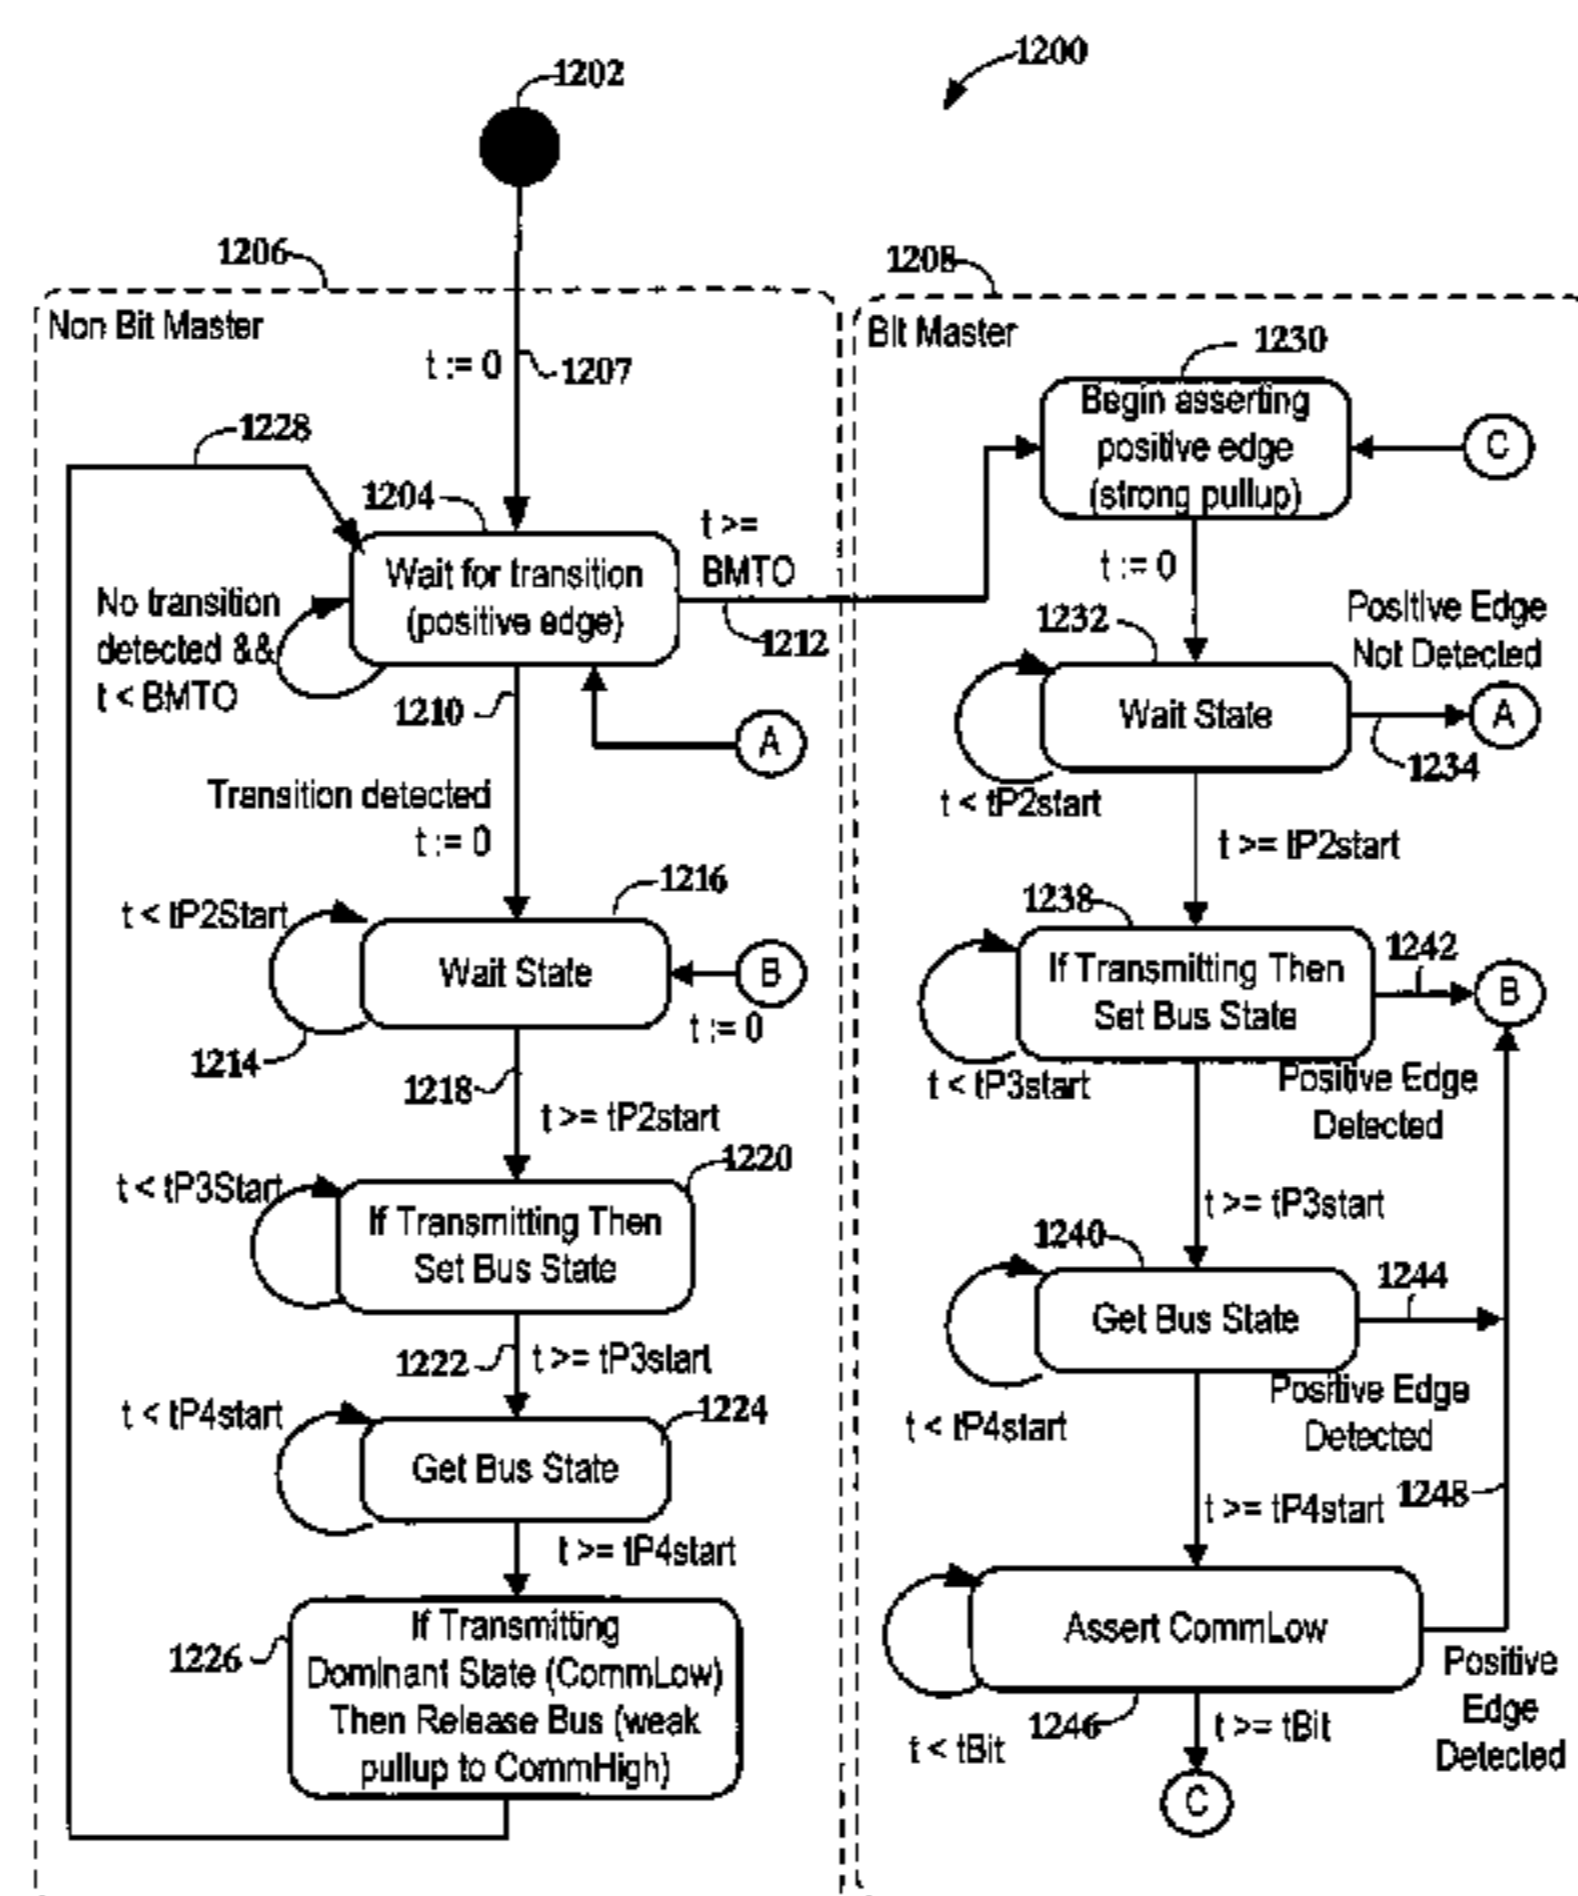 1200
1202
1206
1208
Non Bit Master
t := 0
1207
1228
1204
Wait for transition
(positive edge)
t >=
BMTO
1212
No transition
detected &&
t < BMTO
1210
A
Transition detected
t := 0
1216
t < tP2Start
Wait State
B
t := 0
1214
1218
t >= tP2start
1220
t < tP3Start
If Transmitting Then
Set Bus State
1222
t >= tP3start
t < tP4start
1224
Get Bus State
t >= tP4start
1226
If Transmitting
Dominant State (CommLow)
Then Release Bus (weak
pullup to CommHigh)
Bit Master
1230
Begin asserting
positive edge
(strong pullup)
C
t := 0
1232
Positive Edge
Not Detected
Wait State
A
1234
t < tP2start
t >= tP2start
1238
If Transmitting Then
Set Bus State
1242
B
t < tP3start
Positive Edge
Detected
t >= tP3start
1240
Get Bus State
1244
t < tP4start
Positive Edge
Detected
t >= tP4start
1248
Assert CommLow
t < tBit
1246
t >= tBit
Positive
Edge
Detected
C